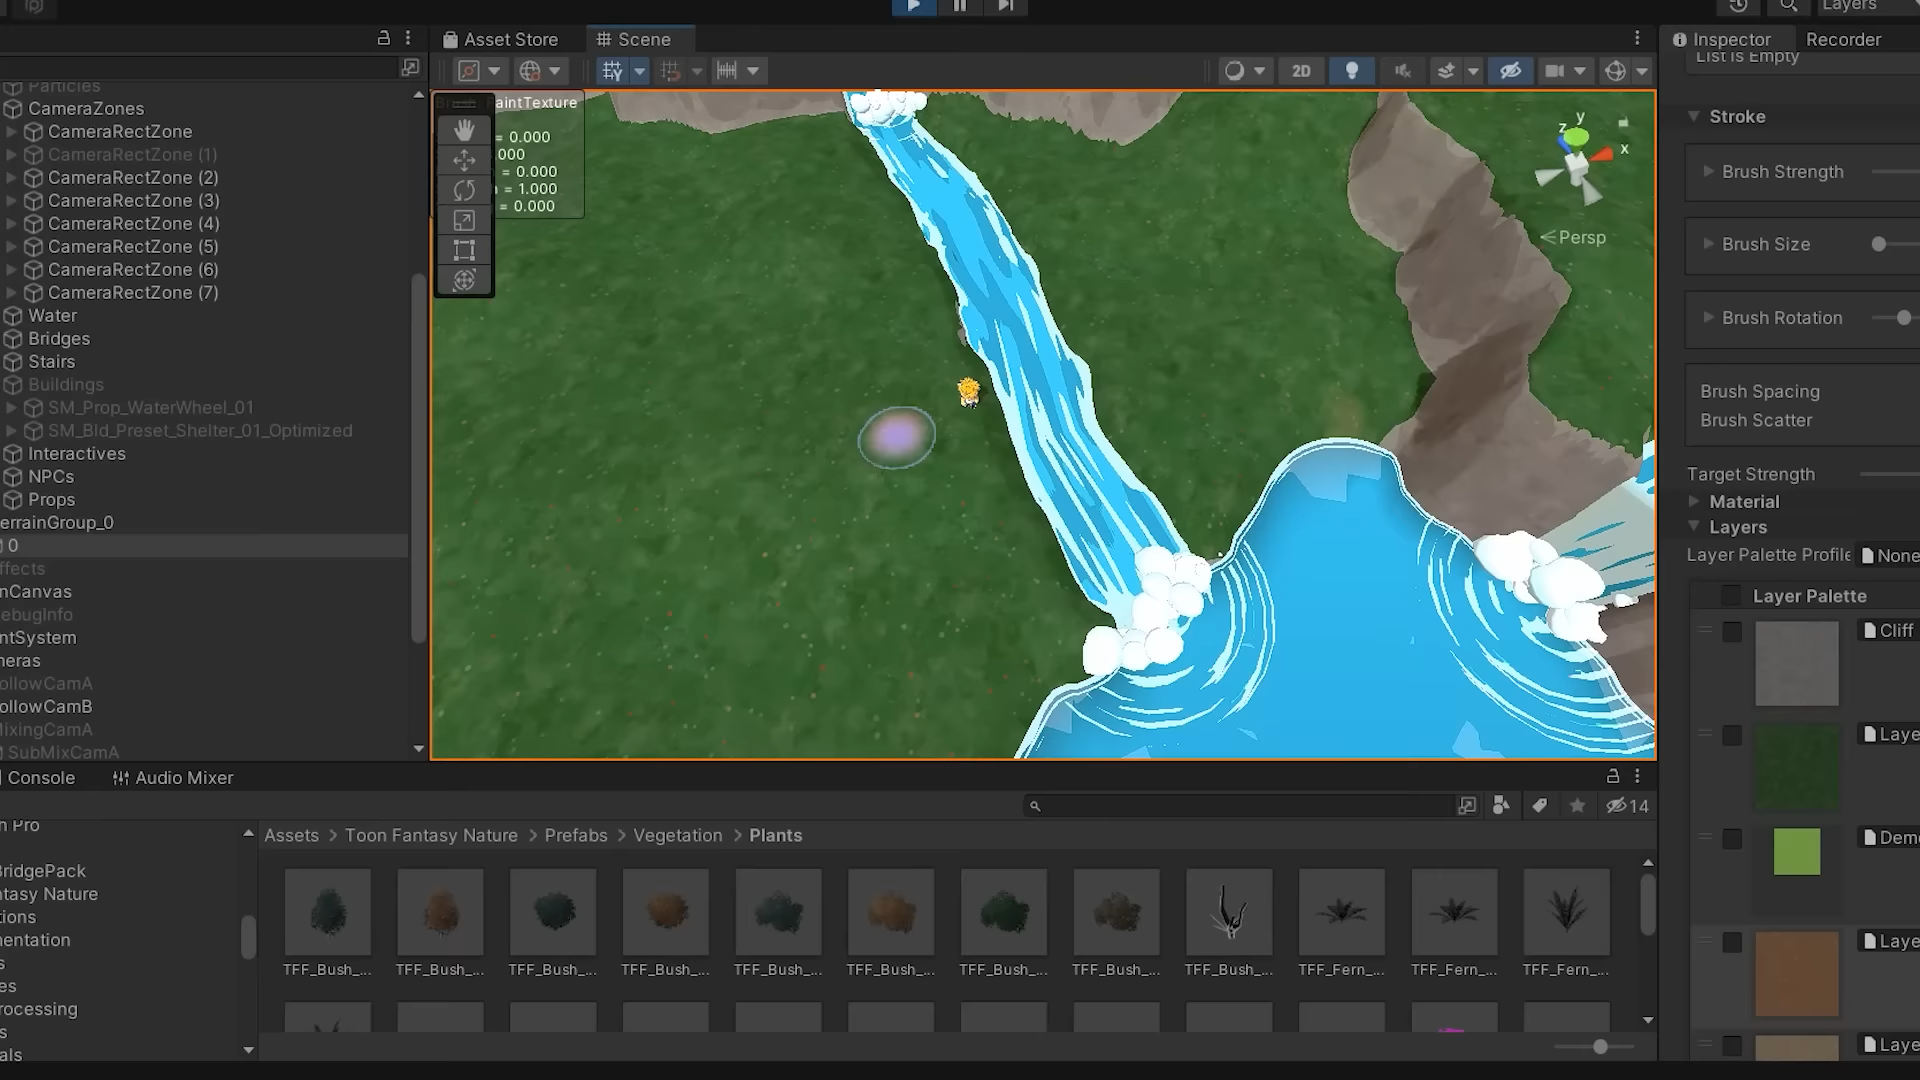 Layers
Asset Store
Scene
Inspector
Recorder
List is Empty
2D
Particles
CameraZones
CameraRectZone
CameraRectZone (1)
CameraRectZone (2)
CameraRectZone (3)
CameraRectZone (4)
CameraRectZone (5)
CameraRectZone (6)
CameraRectZone (7)
Water
Bridges
Stairs
Buildings
SM_Prop_WaterWheel_01
SM_Bld_Preset_Shelter_01_Optimized
Interactives
NPCs
Props
errainGroup_0
0
ffects
nCanvas
ebugInfo
ntSystem
neras
ollowCamA
ollowCamB
MixingCamA
SubMixCamA
aintTexture
= 0.000
000
= 0.000
= 1.000
= 0.000
y
z
x
Persp
Stroke
Brush Strength
Brush Size
Brush Rotation
Brush Spacing
Brush Scatter
Target Strength
Material
Layers
Layer Palette Profile
None
Layer Palette
Cliff
Laye
Dem
Laye
Laye
Console
Audio Mixer
14
h Pro
BridgePack
ntasy Nature
tions
nentation
s
es
rocessing
s
als
Assets > Toon Fantasy Nature > Prefabs > Vegetation > Plants
TFF_Bush_... TFF_Bush_... TFF_Bush_... TFF_Bush_... TFF_Bush_... TFF_Bush_... TFF_Bush_... TFF_Bush_... TFF_Bush_... TFF_Fern_... TFF_Fern_... TFF_Fern_...